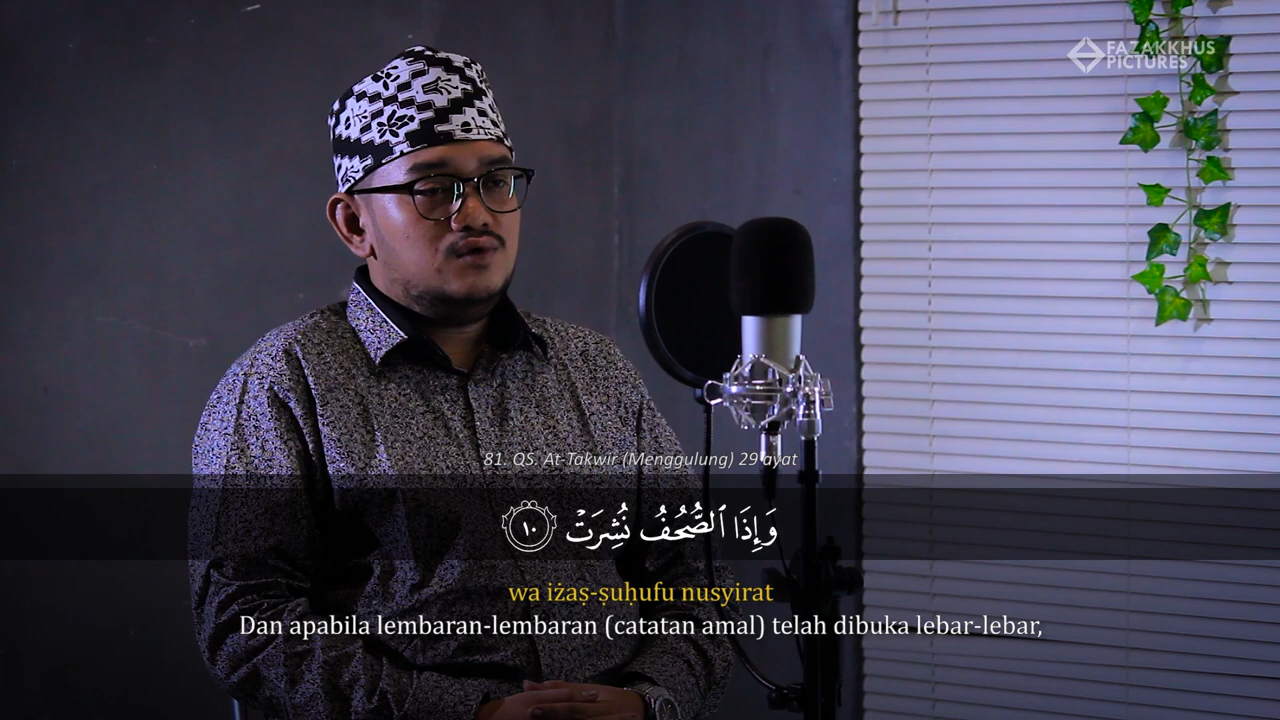 FAZAKKHUS
PICTURES
81. QS. At-Takwir (Menggulung) 29 ayat
وَإِذَا ٱلصُّحُفُ نُشِرَتۡ ١٠
wa iżaṣ-ṣuḥufu nusyirat
Dan apabila lembaran-lembaran (catatan amal) telah dibuka lebar-lebar,